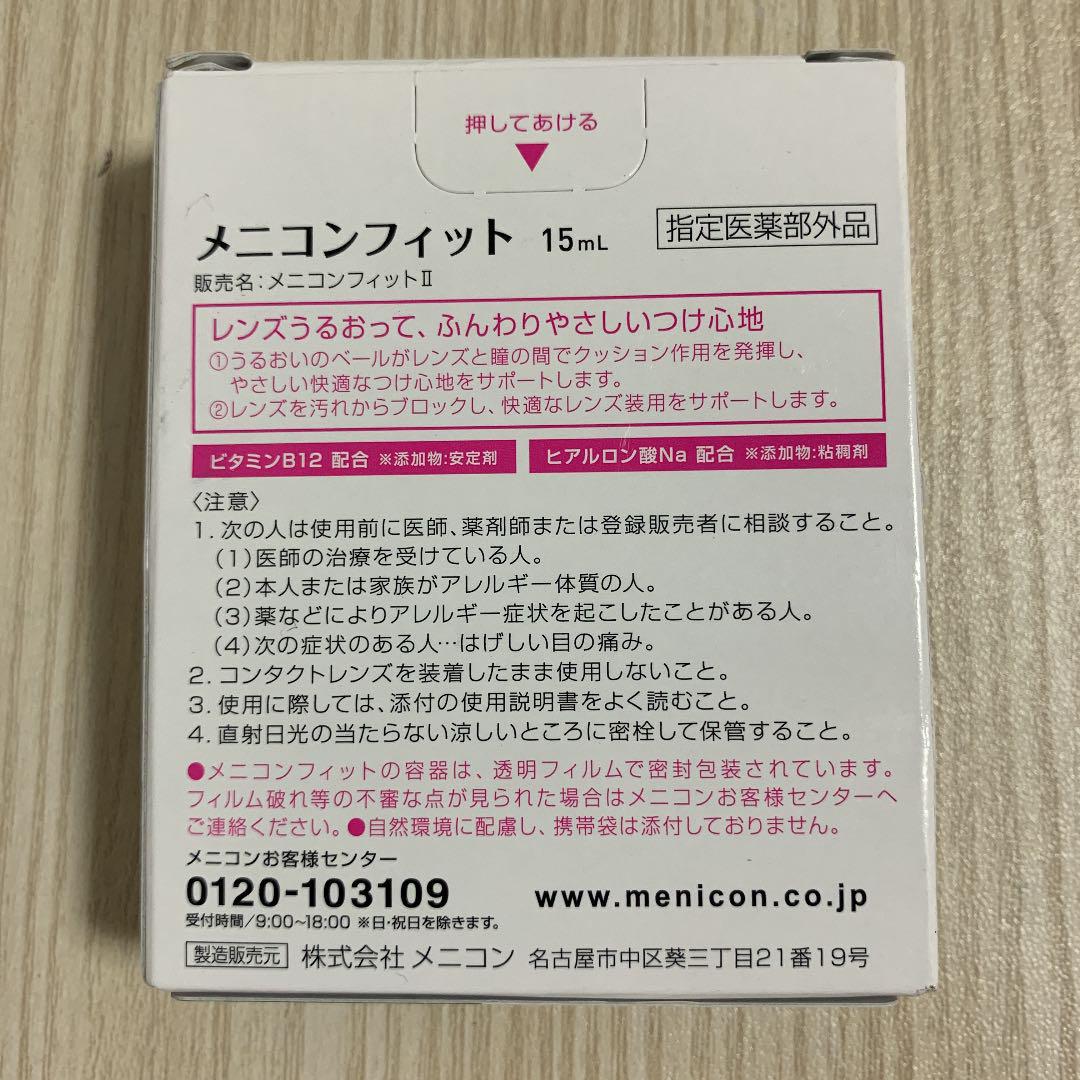 押してあける
メニコンフィット 15mL 指定医薬部外品
販売名:メニコンフィットⅡ
レンズうるおって、ふんわりやさしいつけ心地
①うるおいのベールがレンズと瞳の間でクッション作用を発揮し、
やさしい快適なつけ心地をサポートします。
②レンズを汚れからブロックし、快適なレンズ装用をサポートします。
ビタミンB12 配合 ※添加物:安定剤 ヒアルロン酸Na 配合 ※添加物:粘稠剤
〈注意〉
1. 次の人は使用前に医師、薬剤師または登録販売者に相談すること。
(1)医師の治療を受けている人。
(2)本人または家族がアレルギー体質の人。
(3)薬などによりアレルギー症状を起こしたことがある人。
(4)次の症状のある人…はげしい目の痛み。
2. コンタクトレンズを装着したまま使用しないこと。
3. 使用に際しては、添付の使用説明書をよく読むこと。
4. 直射日光の当たらない涼しいところに密栓して保管すること。
●メニコンフィットの容器は、透明フィルムで密封包装されています。
フィルム破れ等の不審な点が見られた場合はメニコンお客様センターへ
ご連絡ください。●自然環境に配慮し、携帯袋は添付しておりません。
メニコンお客様センター
0120-103109 www.menicon.co.jp
受付時間/9:00~18:00 ※日・祝日を除きます。
製造販売元 株式会社 メニコン 名古屋市中区葵三丁目21番19号